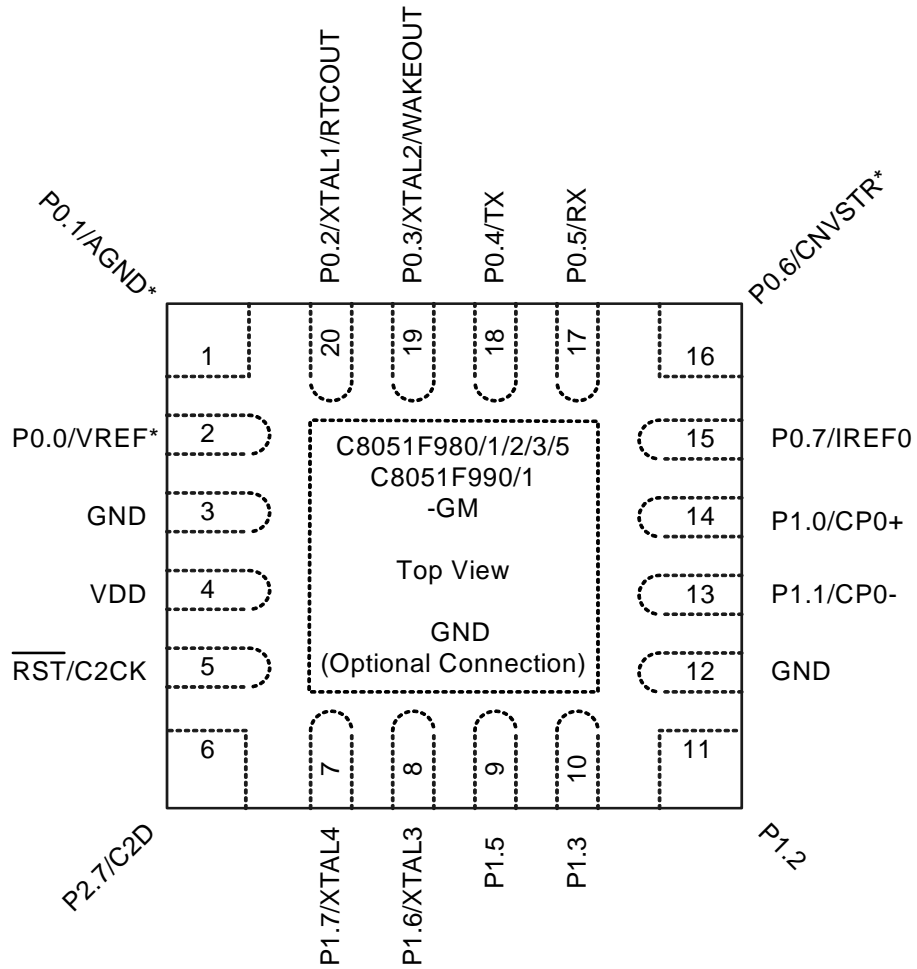 P0.2/XTAL1/RTCOUT
P0.3/XTAL2/WAKEOUT
P0.4/TX
P0.5/RX
P0.1/AGND*
P0.6/CNVSTR*
1
20
19
18
17
16
P0.0/VREF*
2
15
P0.7/IREF0
GND
3
14
P1.0/CP0+
VDD
4
13
P1.1/CP0-
RST/C2CK
5
12
GND
C8051F980/1/2/3/5
C8051F990/1
-GM
Top View
GND
(Optional Connection)
6
7
8
9
10
11
P2.7/C2D
P1.7/XTAL4
P1.6/XTAL3
P1.5
P1.3
P1.2